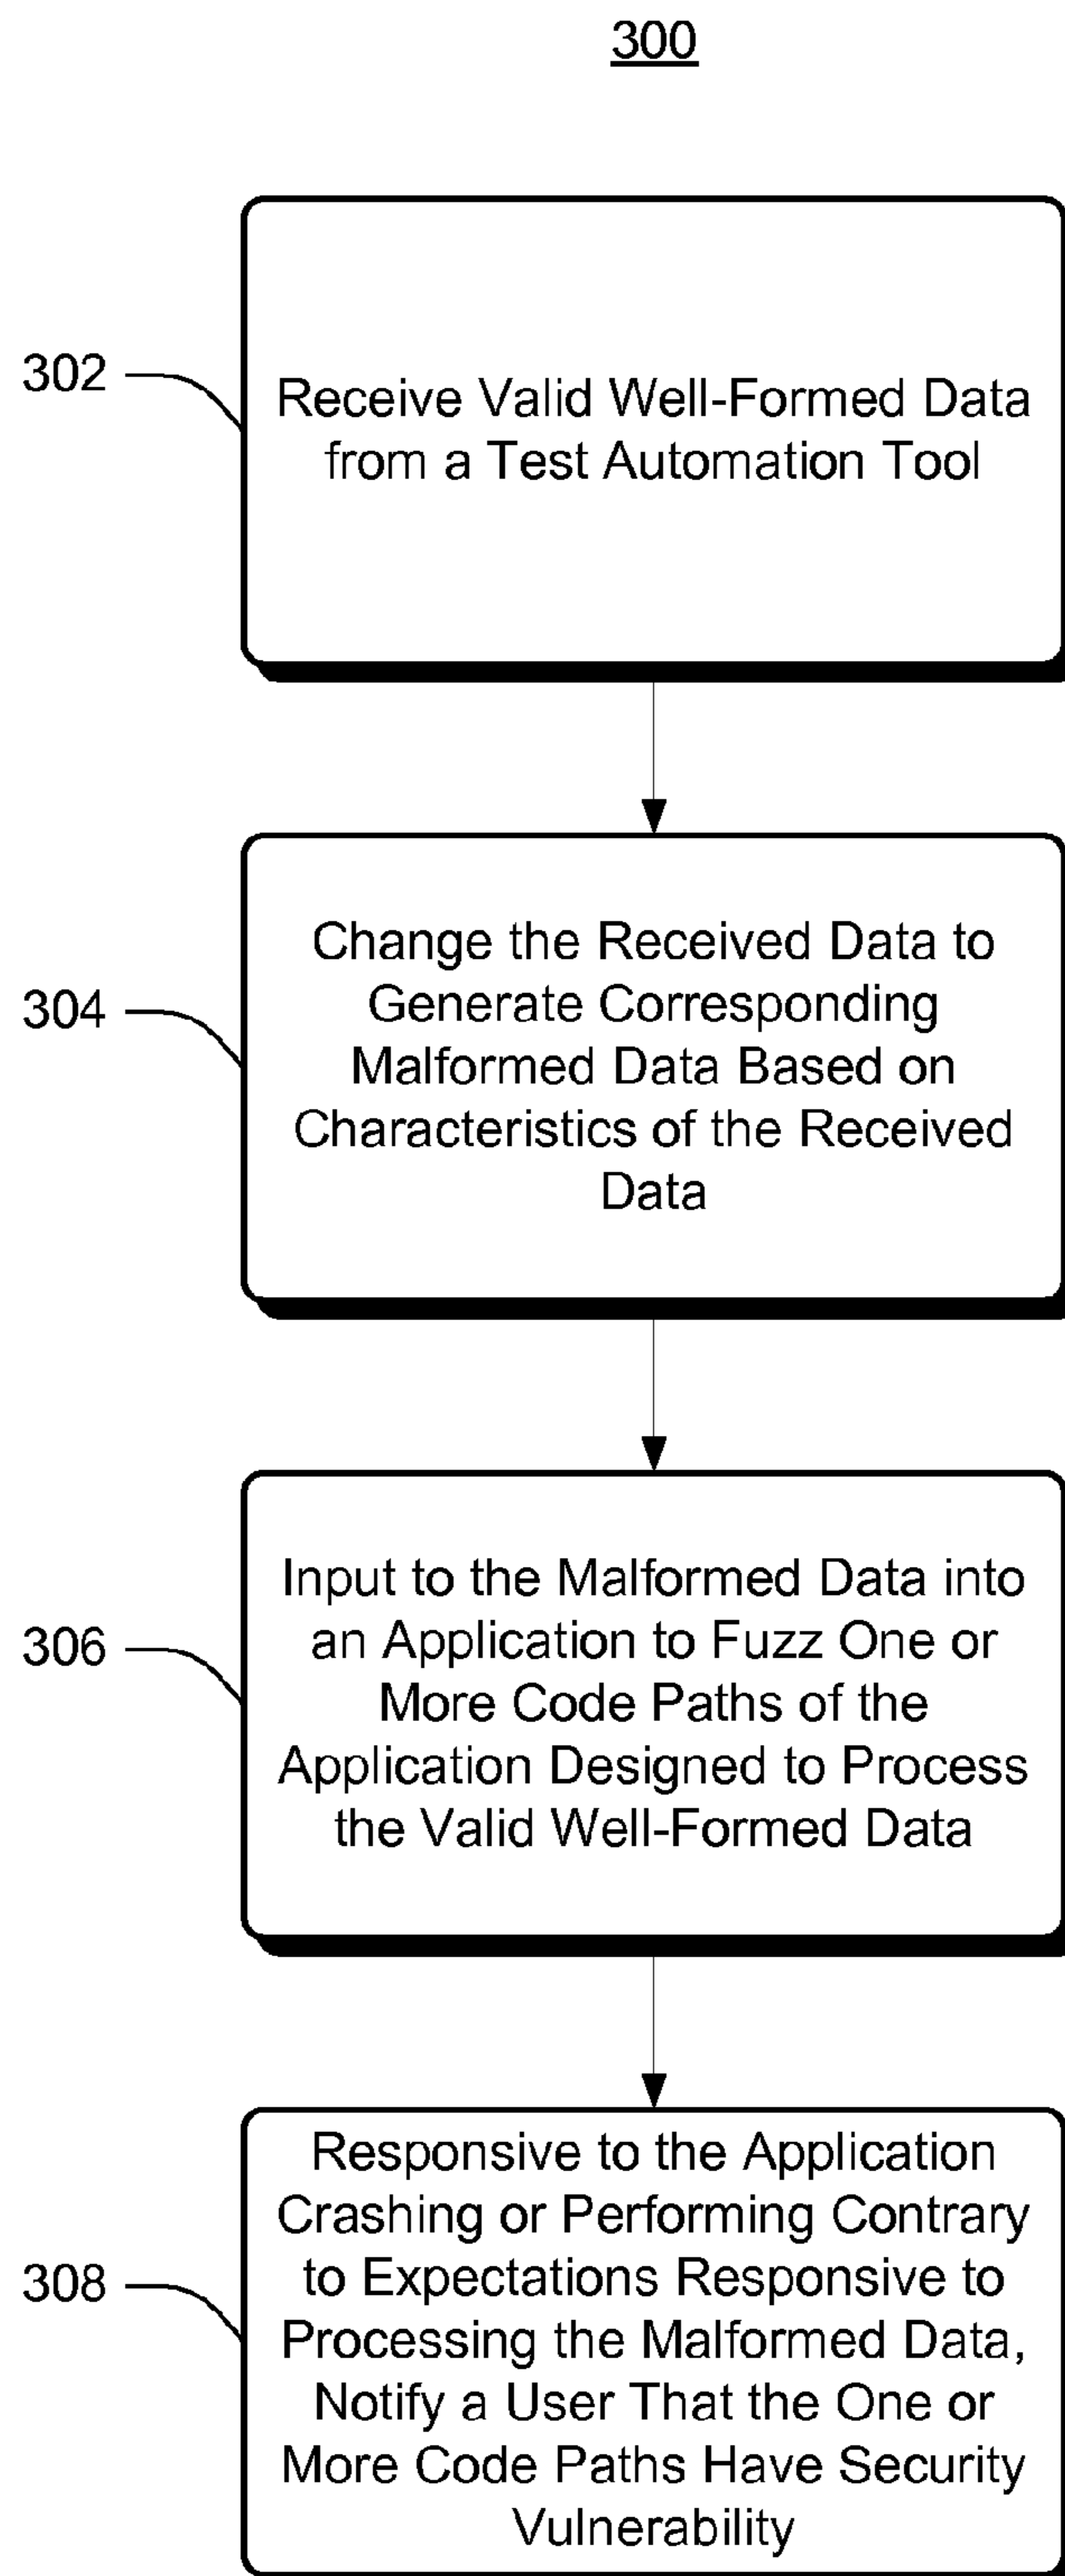 300
302
Receive Valid Well-Formed Data
from a Test Automation Tool
304
Change the Received Data to
Generate Corresponding
Malformed Data Based on
Characteristics of the Received
Data
306
Input to the Malformed Data into
an Application to Fuzz One or
More Code Paths of the
Application Designed to Process
the Valid Well-Formed Data
308
Responsive to the Application
Crashing or Performing Contrary
to Expectations Responsive to
Processing the Malformed Data,
Notify a User That the One or
More Code Paths Have Security
Vulnerability